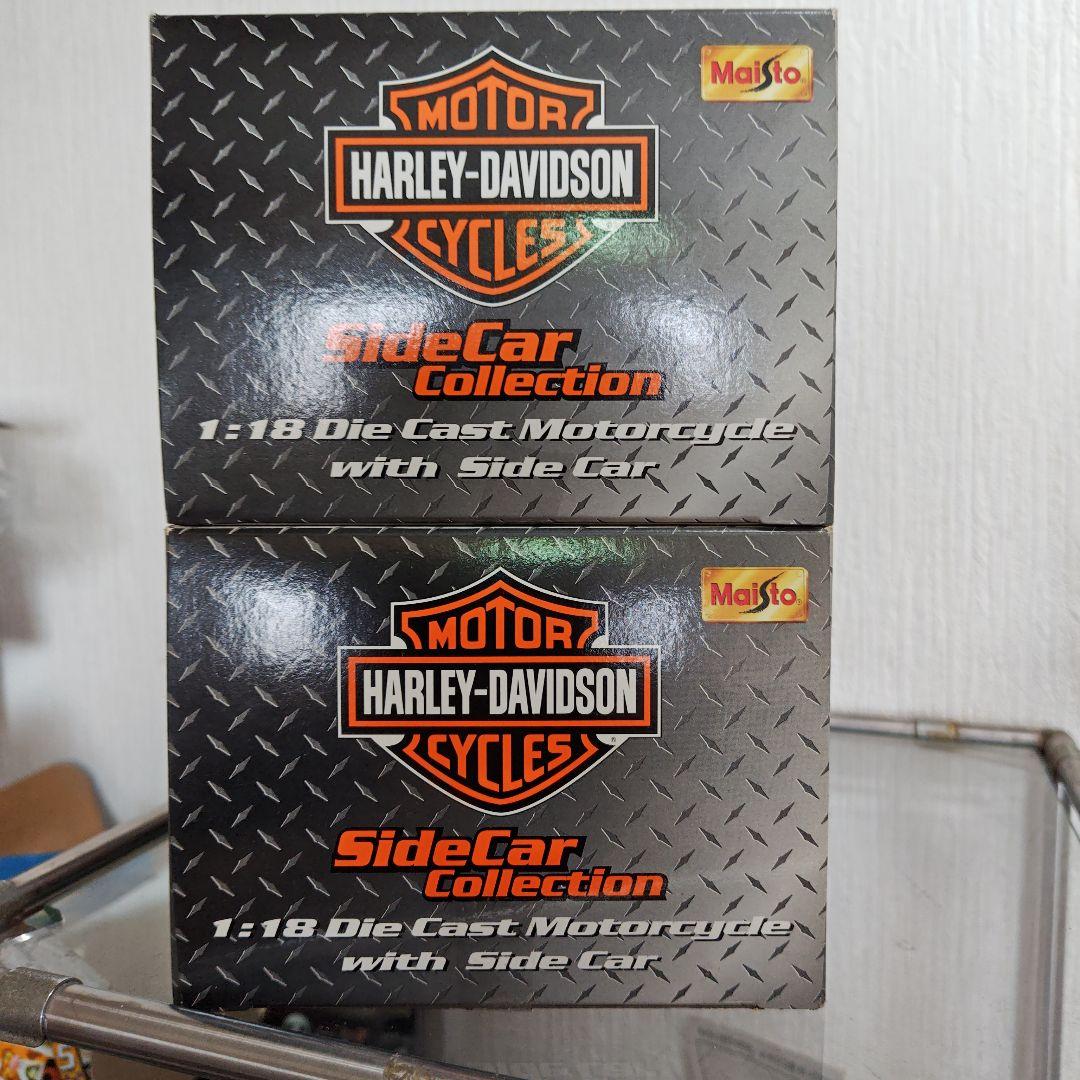 Maisto
MOTOR
HARLEY-DAVIDSON
CYCLES
SideCar
Collection
1:18 Die Cast Motorcycle
with Side Car
Maisto®
MOTOR
HARLEY-DAVIDSON
CYCLES
®
SideCar
Collection
1:18 Die Cast Motorcycle
with Side Car
5